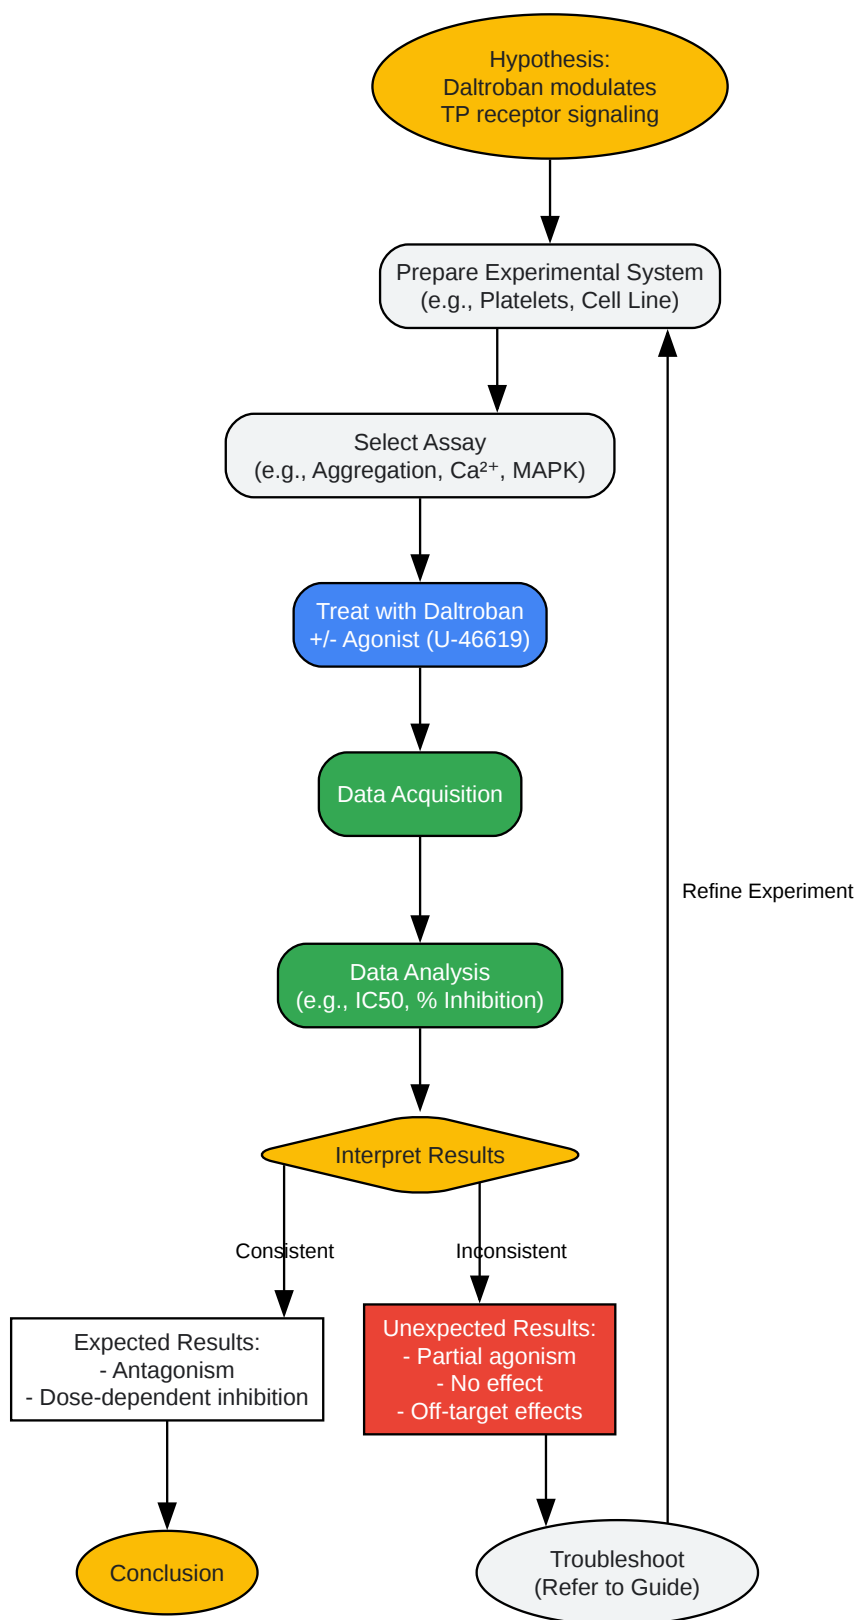 Hypothesis:
Daltroban modulates
TP receptor signaling
Prepare Experimental System
(e.g., Platelets, Cell Line)
Select Assay
(e.g., Aggregation, Ca²⁺, MAPK)
Treat with Daltroban
+/- Agonist (U-46619)
Data Acquisition
Refine Experiment
Data Analysis
(e.g., IC50, % Inhibition)
Interpret Results
Consistent
Inconsistent
Expected Results:
- Antagonism
- Dose-dependent inhibition
Unexpected Results:
- Partial agonism
- No effect
- Off-target effects
Conclusion
Troubleshoot
(Refer to Guide)